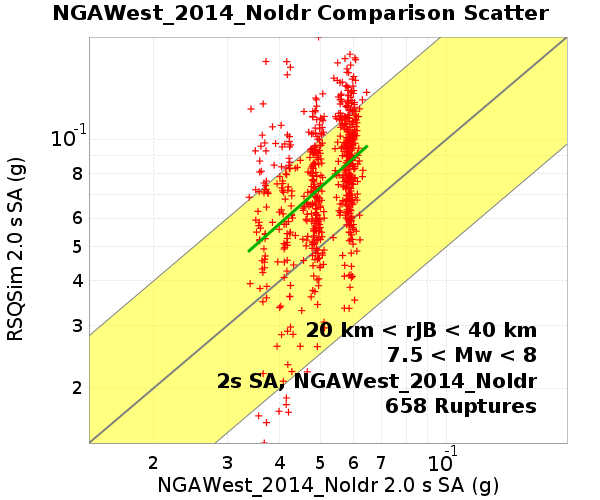 NGAWest_2014_NoIdr Comparison Scatter
RSQSim 2.0 s SA (g)
10-1
8
6
5
4
3
2
20 km < rJB < 40 km
7.5 < Mw < 8
2s SA, NGAWest_2014_NoIdr
658 Ruptures
2 3 4 5 6 7 10-1
NGAWest_2014_NoIdr 2.0 s SA (g)